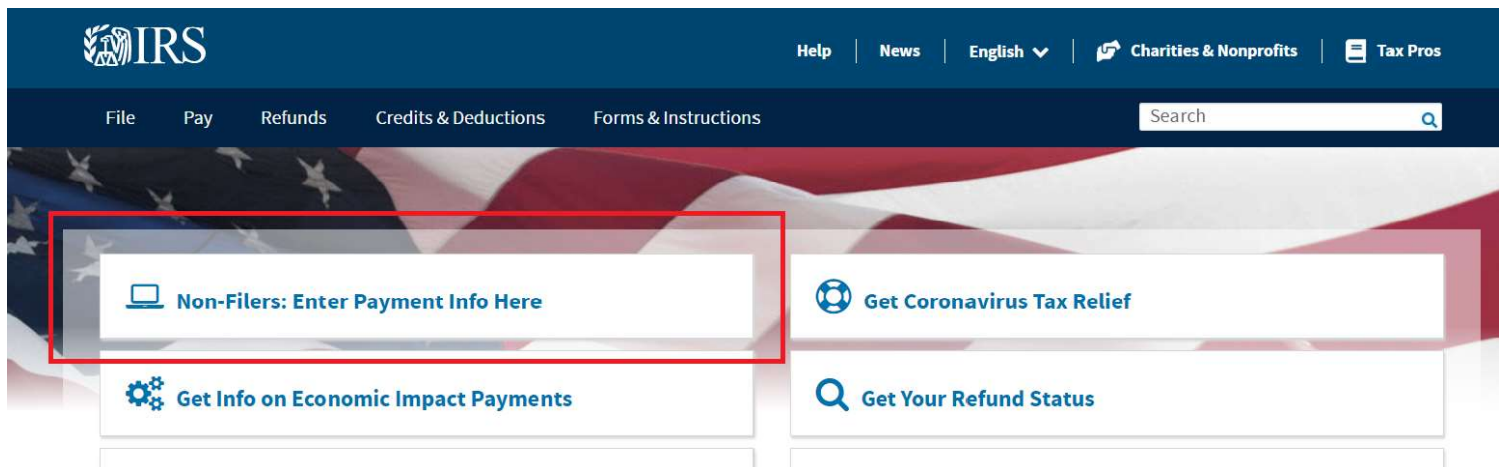 IRS
Help News English Charities & Nonprofits Tax Pros
File Pay Refunds Credits & Deductions Forms & Instructions Search
Non-Filers: Enter Payment Info Here
Get Coronavirus Tax Relief
Get Info on Economic Impact Payments
Get Your Refund Status